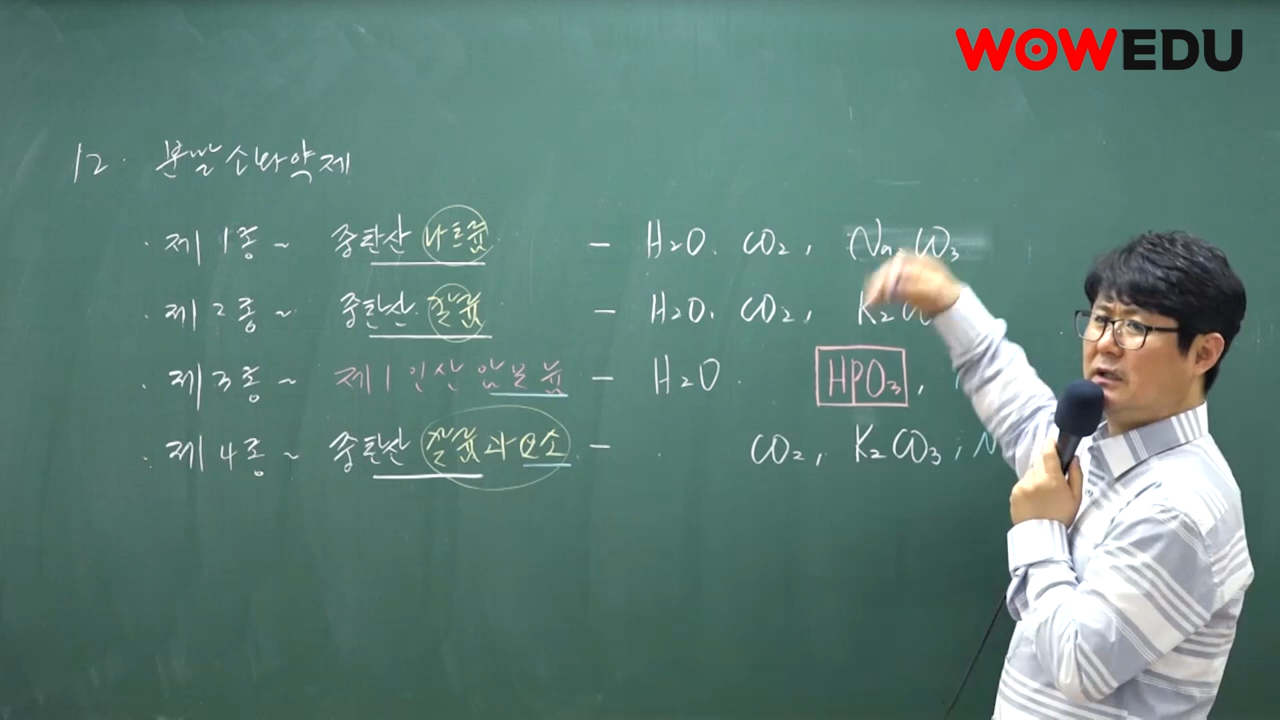 WOWEDU
12. 분말소화약제
· 제1종 ~ 중탄산 나트륨 - H₂O. CO₂, Na₂CO₃
· 제2종 ~ 중탄산 칼륨 - H₂O. CO₂, K₂C
· 제3종 ~ 제1인산 암모늄 - H₂O. HPO₃,
· 제4종 ~ 중탄산 칼륨과 요소 - CO₂, K₂CO₃, N